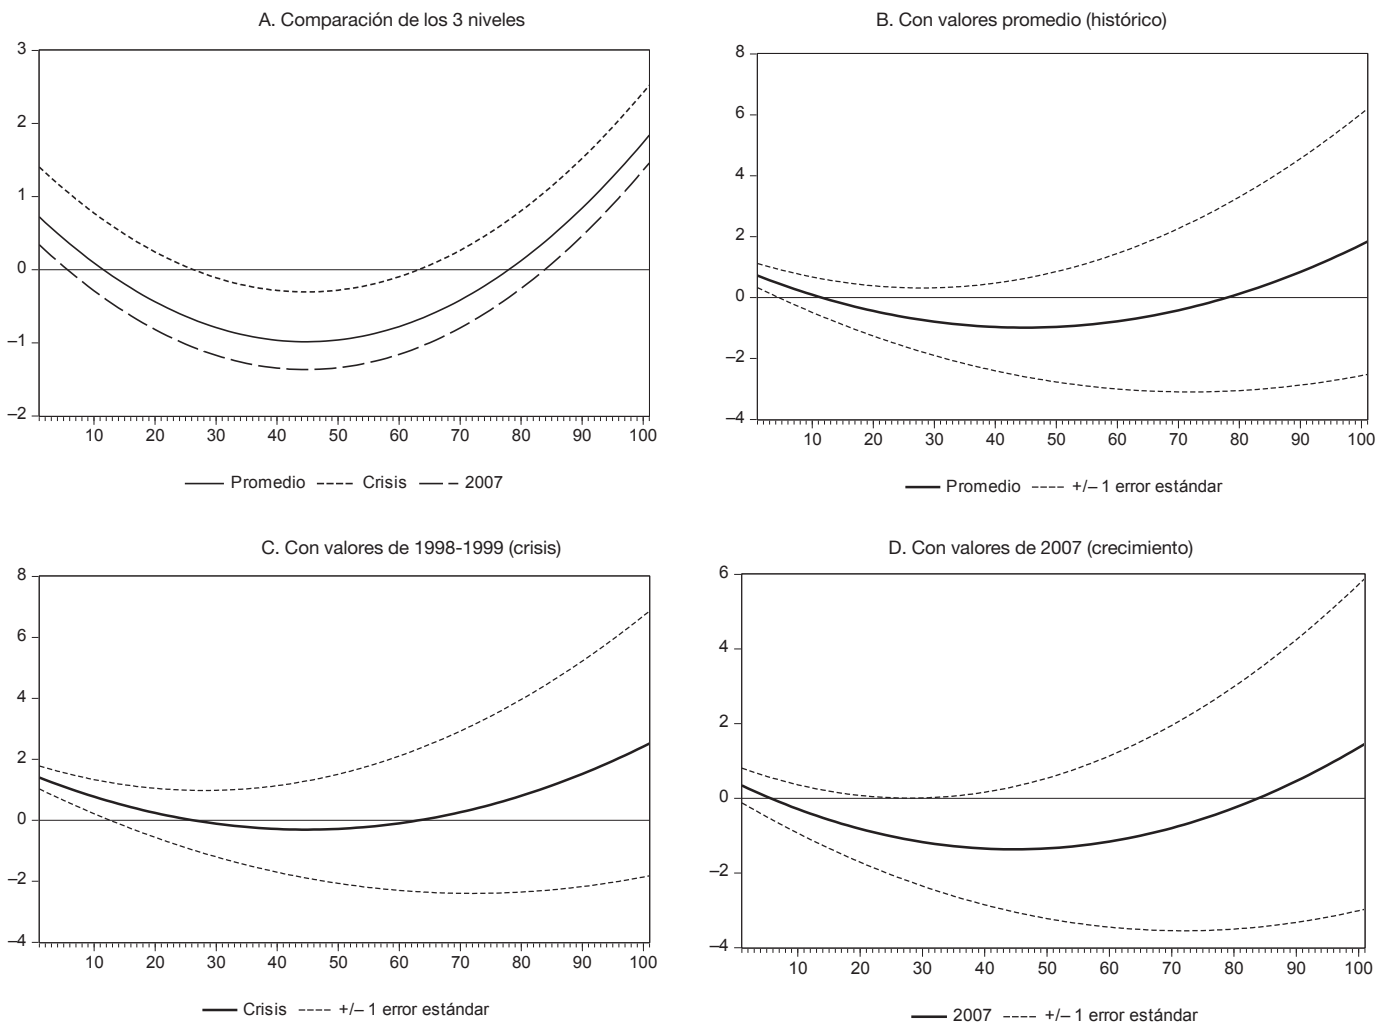 A. Comparación de los 3 niveles
3
2
1
0
–1
–2
10 20 30 40 50 60 70 80 90 100
Promedio Crisis 2007
B. Con valores promedio (histórico)
8
6
4
2
0
–2
–4
10 20 30 40 50 60 70 80 90 100
Promedio +/– 1 error estándar
C. Con valores de 1998-1999 (crisis)
8
6
4
2
0
–2
–4
10 20 30 40 50 60 70 80 90 100
Crisis +/– 1 error estándar
D. Con valores de 2007 (crecimiento)
6
4
2
0
–2
–4
10 20 30 40 50 60 70 80 90 100
2007 +/– 1 error estándar